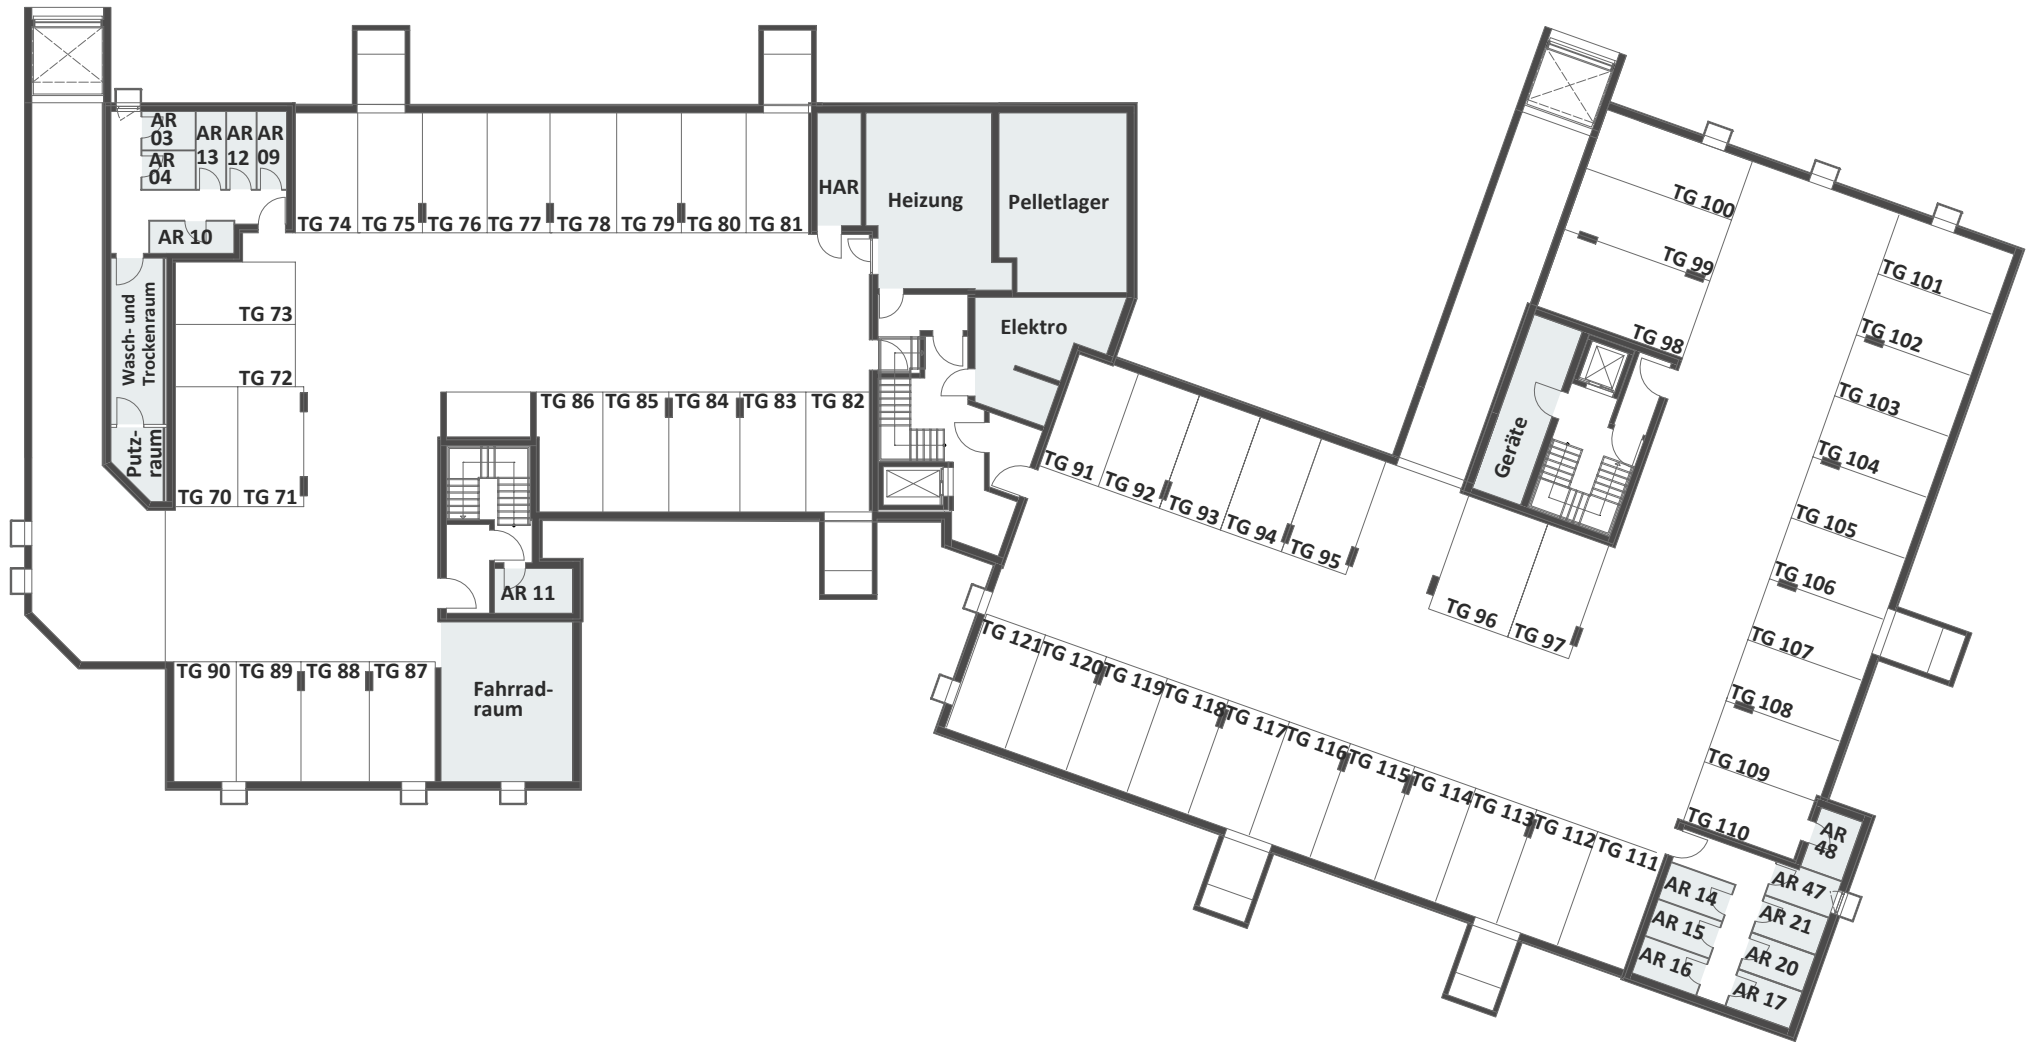 AR
03
AR
04
AR
13
AR
12
AR
09
AR 10
TG 74
TG 75
TG 76
TG 77
TG 78
TG 79
TG 80
TG 81
HAR
Heizung
Pelletlager
Elektro
Wasch- und
Trockenraum
Putz-
raum
TG 73
TG 72
TG 70
TG 71
TG 86
TG 85
TG 84
TG 83
TG 82
AR 11
TG 90
TG 89
TG 88
TG 87
Fahrrad-
raum
TG 91
TG 92
TG 93
TG 94
TG 95
TG 96
TG 97
Geräte
TG 100
TG 99
TG 98
TG 101
TG 102
TG 103
TG 104
TG 105
TG 106
TG 107
TG 108
TG 109
TG 110
TG 121
TG 120
TG 119
TG 118
TG 117
TG 116
TG 115
TG 114
TG 113
TG 112
TG 111
AR
48
AR 47
AR 14
AR 21
AR 15
AR 20
AR 16
AR 17